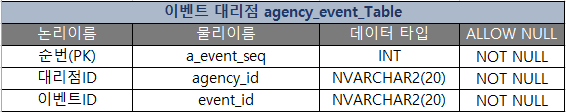 이벤트 대리점 agency_event_Table
논리이름 물리이름 데이터 타입 ALLOW NULL
순번(PK) a_event_seq INT NOT NULL
대리점ID agency_id NVARCHAR2(20) NOT NULL
이벤트ID event_id NVARCHAR2(20) NOT NULL